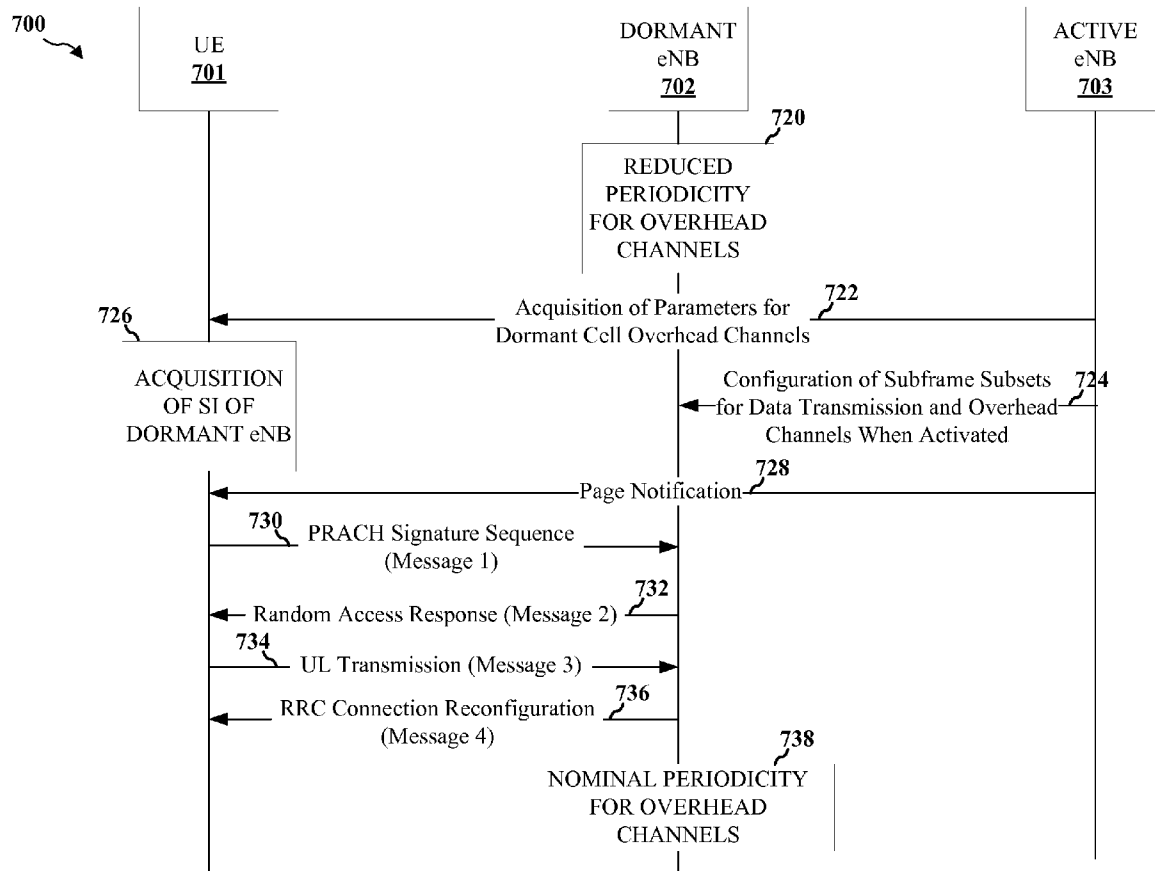 700
UE
701
DORMANT
eNB
702
ACTIVE
eNB
703
720
REDUCED
PERIODICITY
FOR OVERHEAD
CHANNELS
722
Acquisition of Parameters for
Dormant Cell Overhead Channels
726
ACQUISITION
OF SI OF
DORMANT eNB
724
Configuration of Subframe Subsets
for Data Transmission and Overhead
Channels When Activated
728
Page Notification
730
PRACH Signature Sequence
(Message 1)
732
Random Access Response (Message 2)
734
UL Transmission (Message 3)
736
RRC Connection Reconfiguration
(Message 4)
738
NOMINAL PERIODICITY
FOR OVERHEAD
CHANNELS